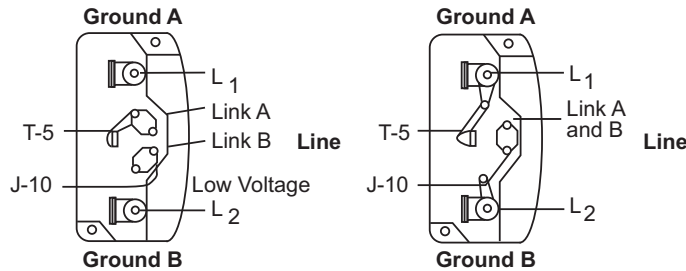 Ground A
L1
Link A
T-5
Link B
Line
J-10
Low Voltage
L2
Ground B
Ground A
L1
Link A
and B
T-5
Line
J-10
L2
Ground B